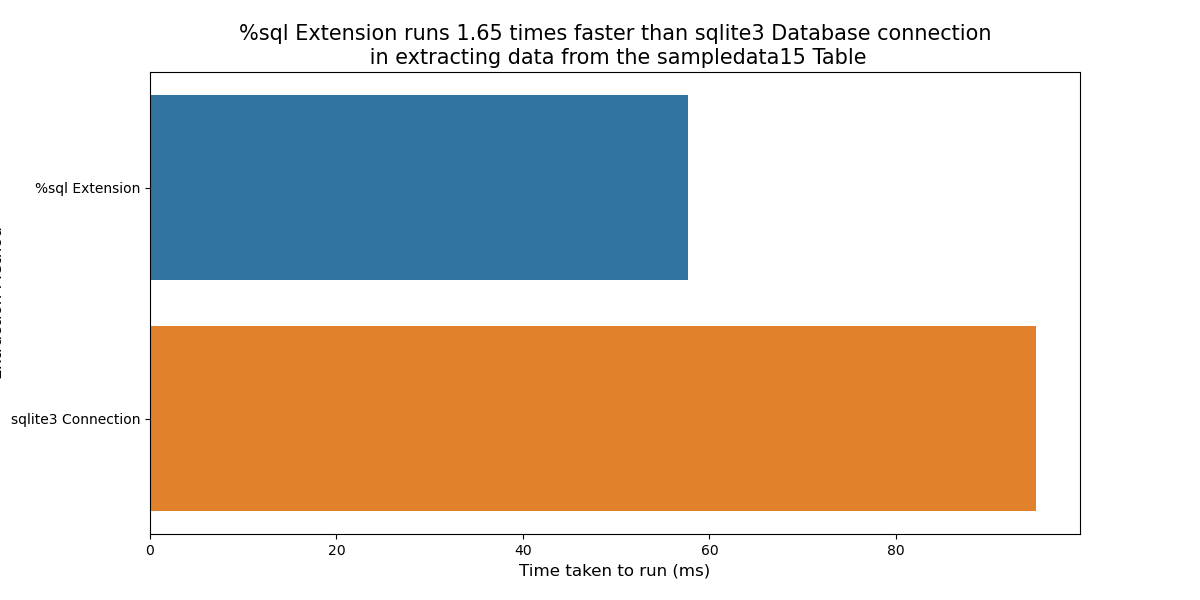 %sql Extension runs 1.65 times faster than sqlite3 Database connection
in extracting data from the sampledata15 Table
%sql Extension
sqlite3 Connection
0 20 40 60 80
Time taken to run (ms)